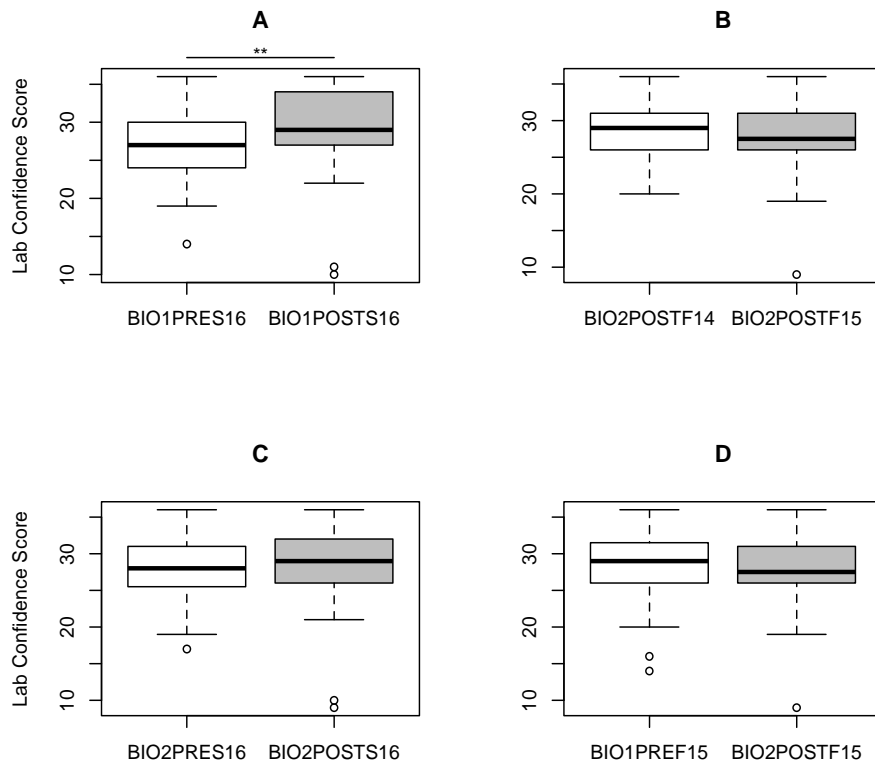 A
**
Lab Confidence Score
10 20 30
BIO1PRES16 BIO1POSTS16
B
10 20 30
BIO2POSTF14 BIO2POSTF15
C
Lab Confidence Score
10 20 30
BIO2PRES16 BIO2POSTS16
D
10 20 30
BIO1PREF15 BIO2POSTF15